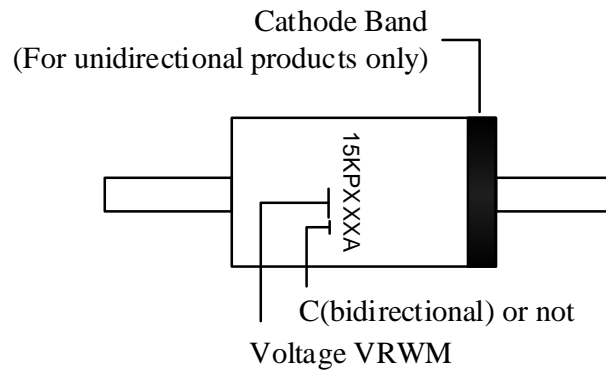 Cathode Band
(For unidirectional products only)
15KPXXXA
C(bidirectional) or not
Voltage VRWM